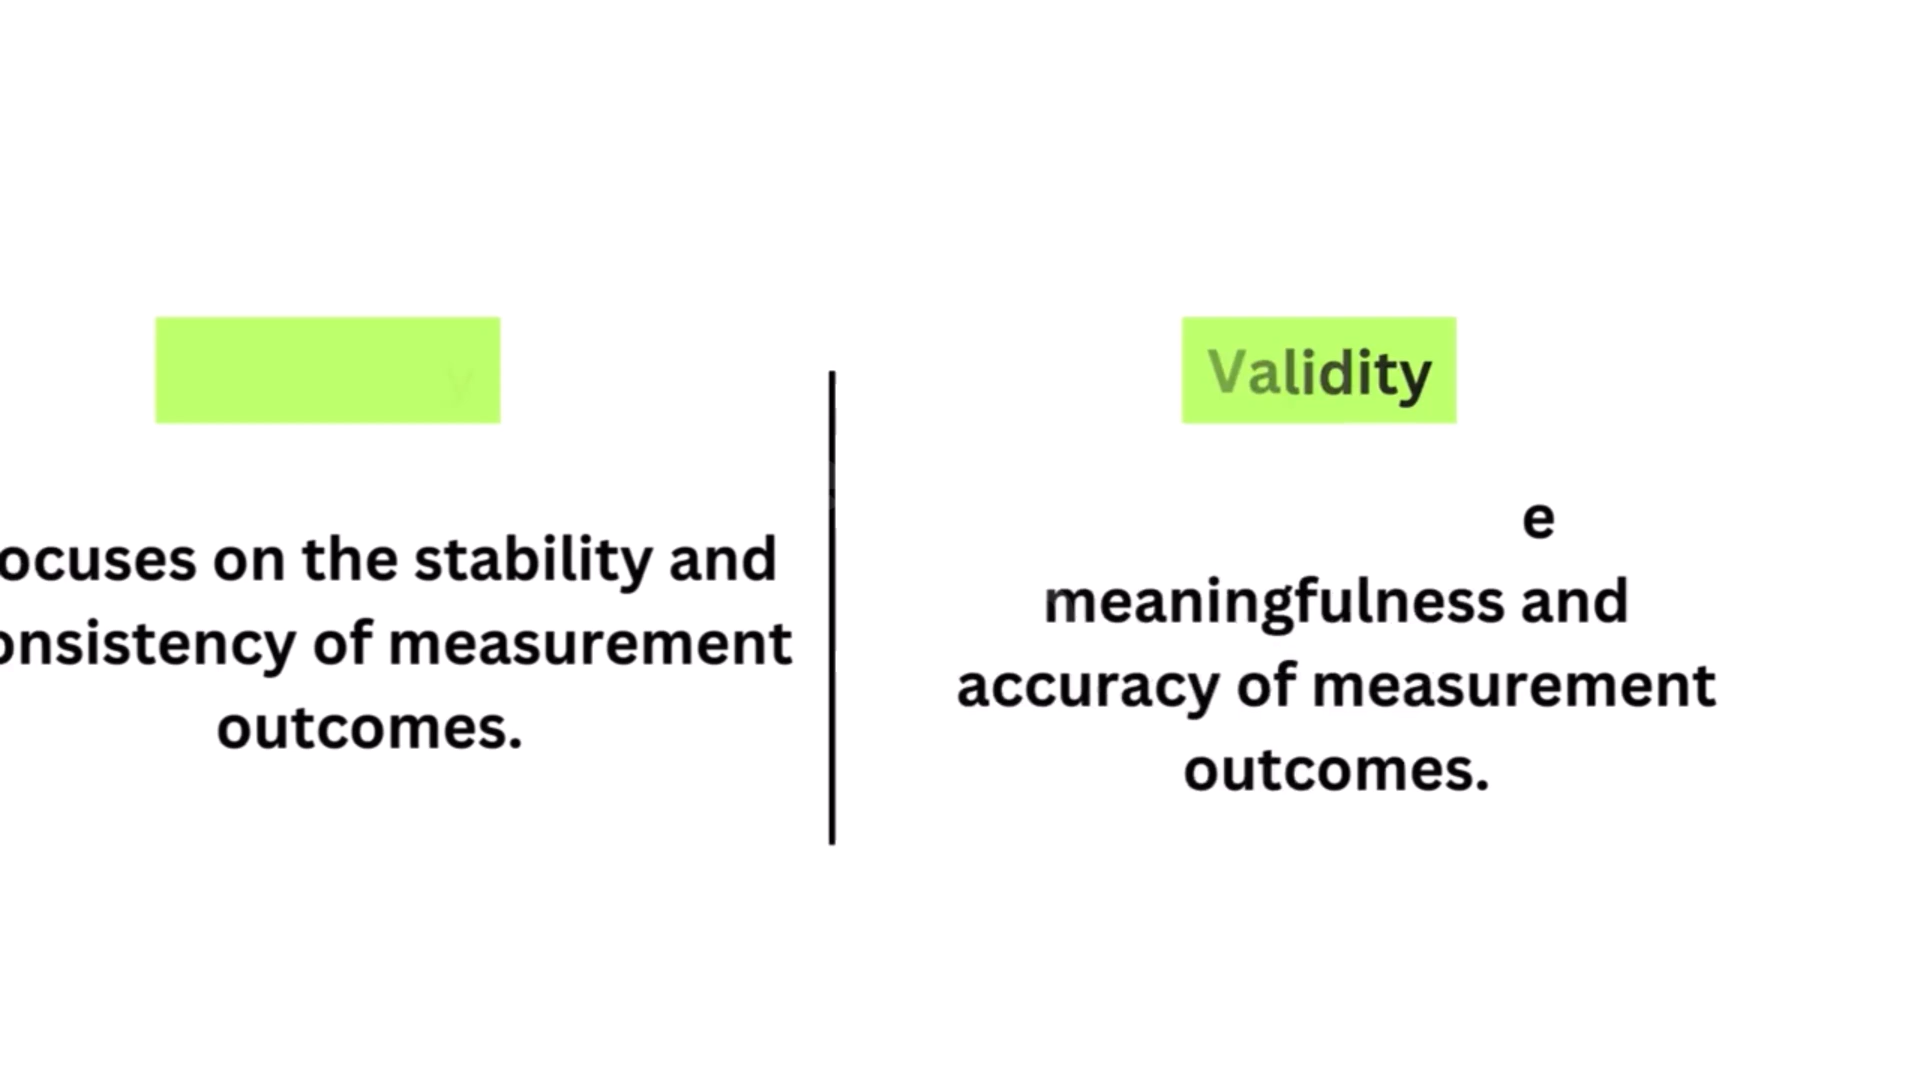 y
ocuses on the stability and
onsistency of measurement
outcomes.
Validity
e
meaningfulness and
accuracy of measurement
outcomes.